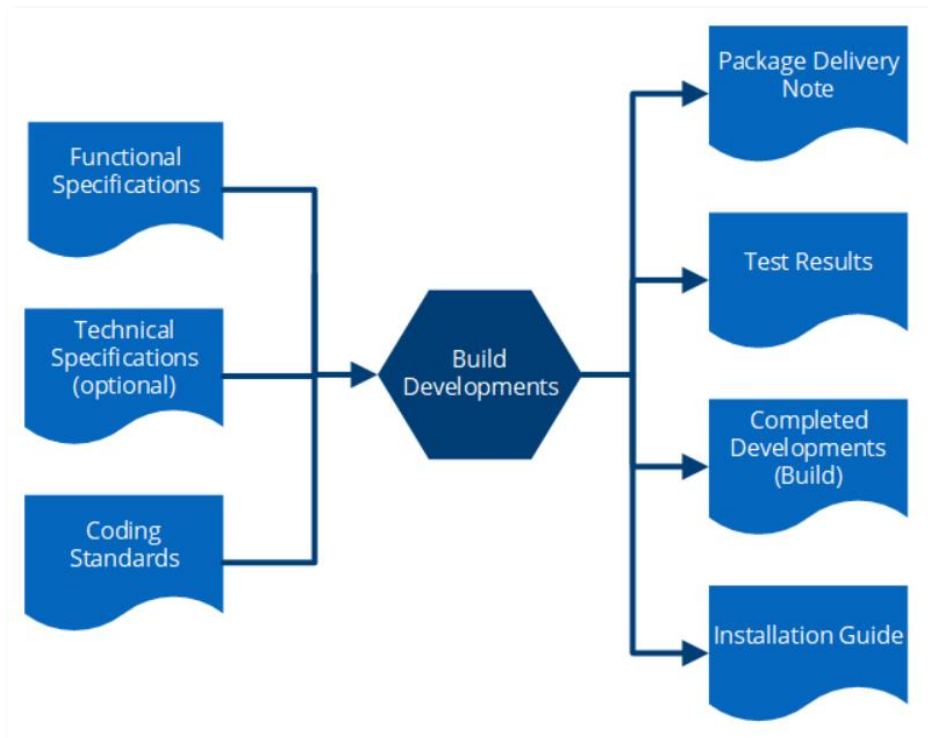 Functional
Specifications
Technical
Specifications
(optional)
Coding
Standards
Build
Developments
Package Delivery
Note
Test Results
Completed
Developments
(Build)
Installation Guide